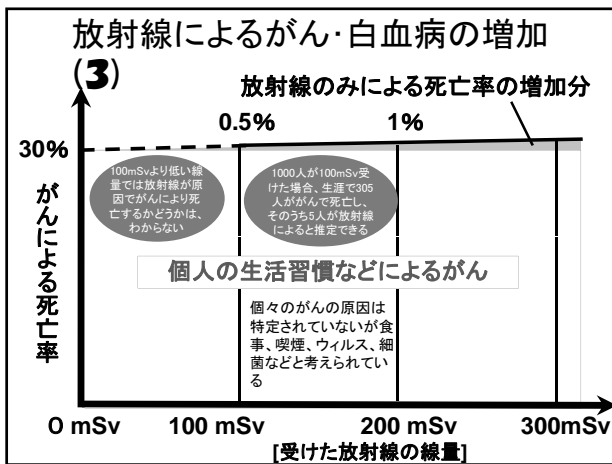 放射線によるがん・白血病の増加
(3)
放射線のみによる死亡率の増加分
0.5%
1%
30%
100mSvより低い線
量では放射線が原
因でがんにより死
亡するかどうかは、
わからない
1000人が100mSv受
けた場合、生涯で305
人ががんで死亡し、
そのうち5人が放射線
によると推定できる
がんによる死亡率
個人の生活習慣などによるがん
個々のがんの原因は
特定されていないが食
事、喫煙、ウィルス、細
菌などと考えられてい
る
0 mSv
100 mSv
200 mSv
300mSv
[受けた放射線の線量]